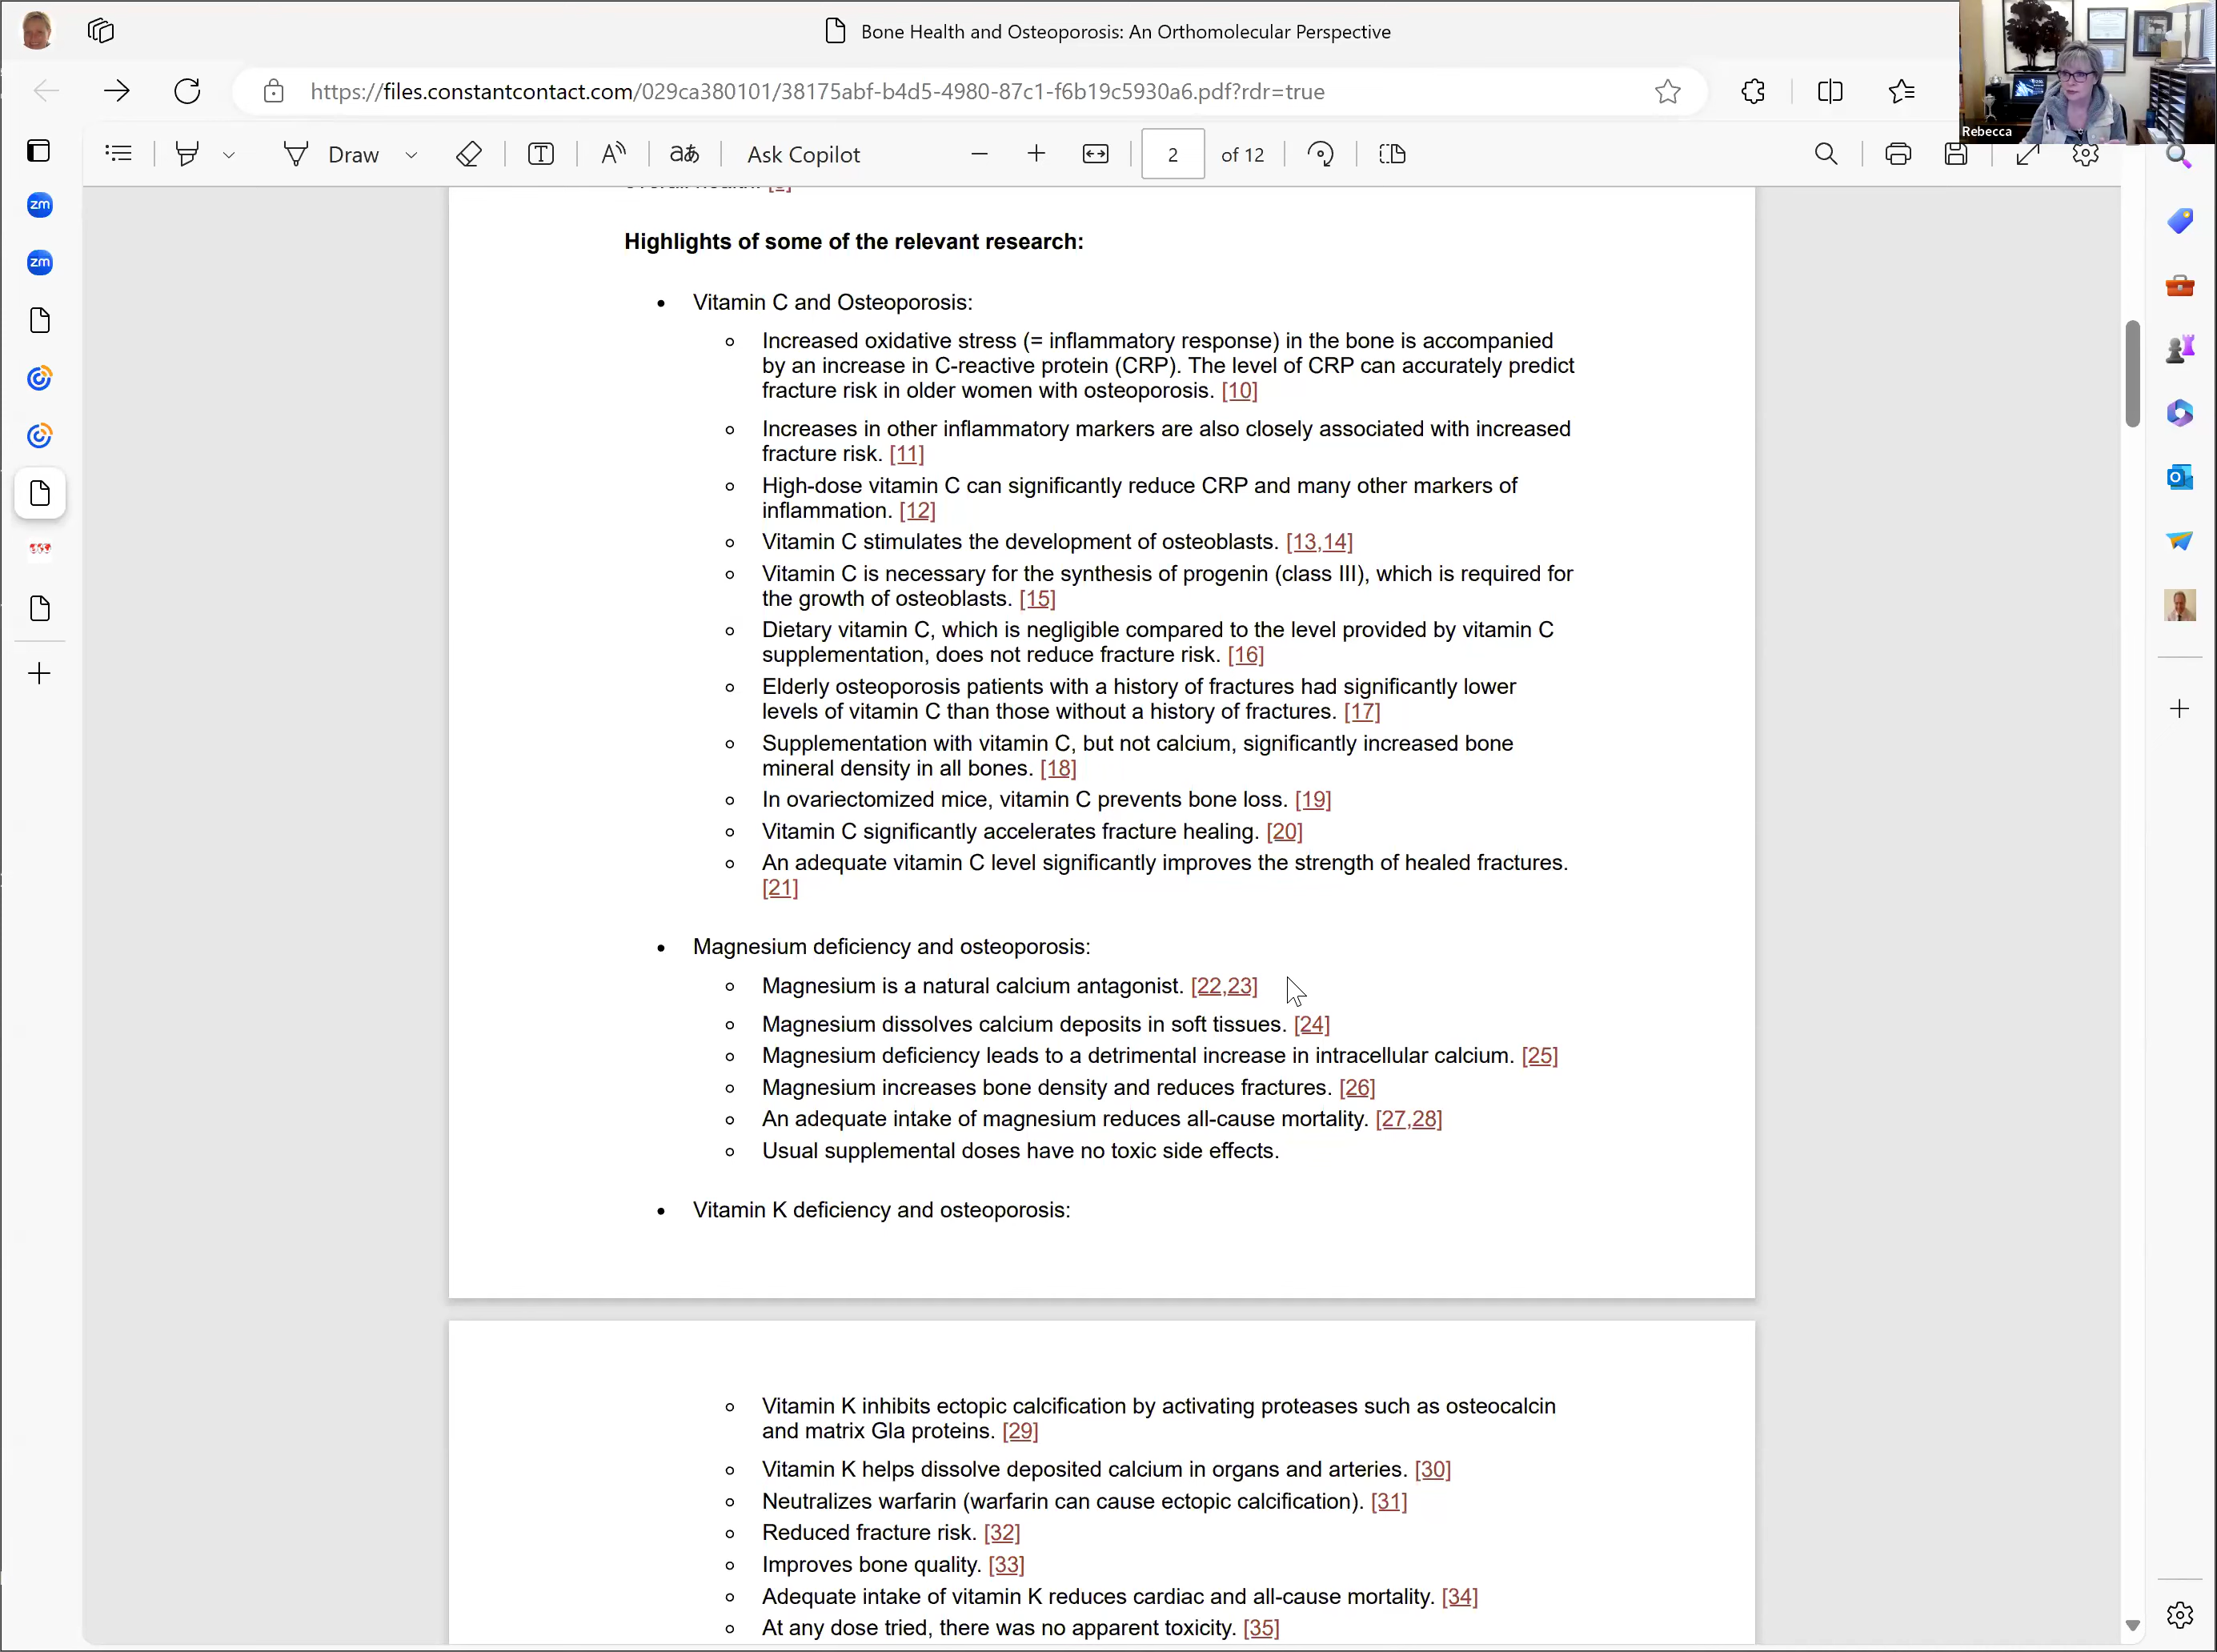 Bone Health and Osteoporosis: An Orthomolecular Perspective
https://files.constantcontact.com/029ca380101/38175abf-b4d5-4980-87c1-f6b19c5930a6.pdf?rdr=true
Rebecca
Draw
Ask Copilot
2 of 12
zm
zm
Highlights of some of the relevant research:
• Vitamin C and Osteoporosis:
o Increased oxidative stress (= inflammatory response) in the bone is accompanied
by an increase in C-reactive protein (CRP). The level of CRP can accurately predict
fracture risk in older women with osteoporosis. [10]
o Increases in other inflammatory markers are also closely associated with increased
fracture risk. [11]
o High-dose vitamin C can significantly reduce CRP and many other markers of
inflammation. [12]
o Vitamin C stimulates the development of osteoblasts. [13,14]
o Vitamin C is necessary for the synthesis of progenin (class III), which is required for
the growth of osteoblasts. [15]
o Dietary vitamin C, which is negligible compared to the level provided by vitamin C
supplementation, does not reduce fracture risk. [16]
o Elderly osteoporosis patients with a history of fractures had significantly lower
levels of vitamin C than those without a history of fractures. [17]
o Supplementation with vitamin C, but not calcium, significantly increased bone
mineral density in all bones. [18]
o In ovariectomized mice, vitamin C prevents bone loss. [19]
o Vitamin C significantly accelerates fracture healing. [20]
o An adequate vitamin C level significantly improves the strength of healed fractures.
[21]
• Magnesium deficiency and osteoporosis:
o Magnesium is a natural calcium antagonist. [22,23]
o Magnesium dissolves calcium deposits in soft tissues. [24]
o Magnesium deficiency leads to a detrimental increase in intracellular calcium. [25]
o Magnesium increases bone density and reduces fractures. [26]
o An adequate intake of magnesium reduces all-cause mortality. [27,28]
o Usual supplemental doses have no toxic side effects.
• Vitamin K deficiency and osteoporosis:
o Vitamin K inhibits ectopic calcification by activating proteases such as osteocalcin
and matrix Gla proteins. [29]
o Vitamin K helps dissolve deposited calcium in organs and arteries. [30]
o Neutralizes warfarin (warfarin can cause ectopic calcification). [31]
o Reduced fracture risk. [32]
o Improves bone quality. [33]
o Adequate intake of vitamin K reduces cardiac and all-cause mortality. [34]
o At any dose tried, there was no apparent toxicity. [35]